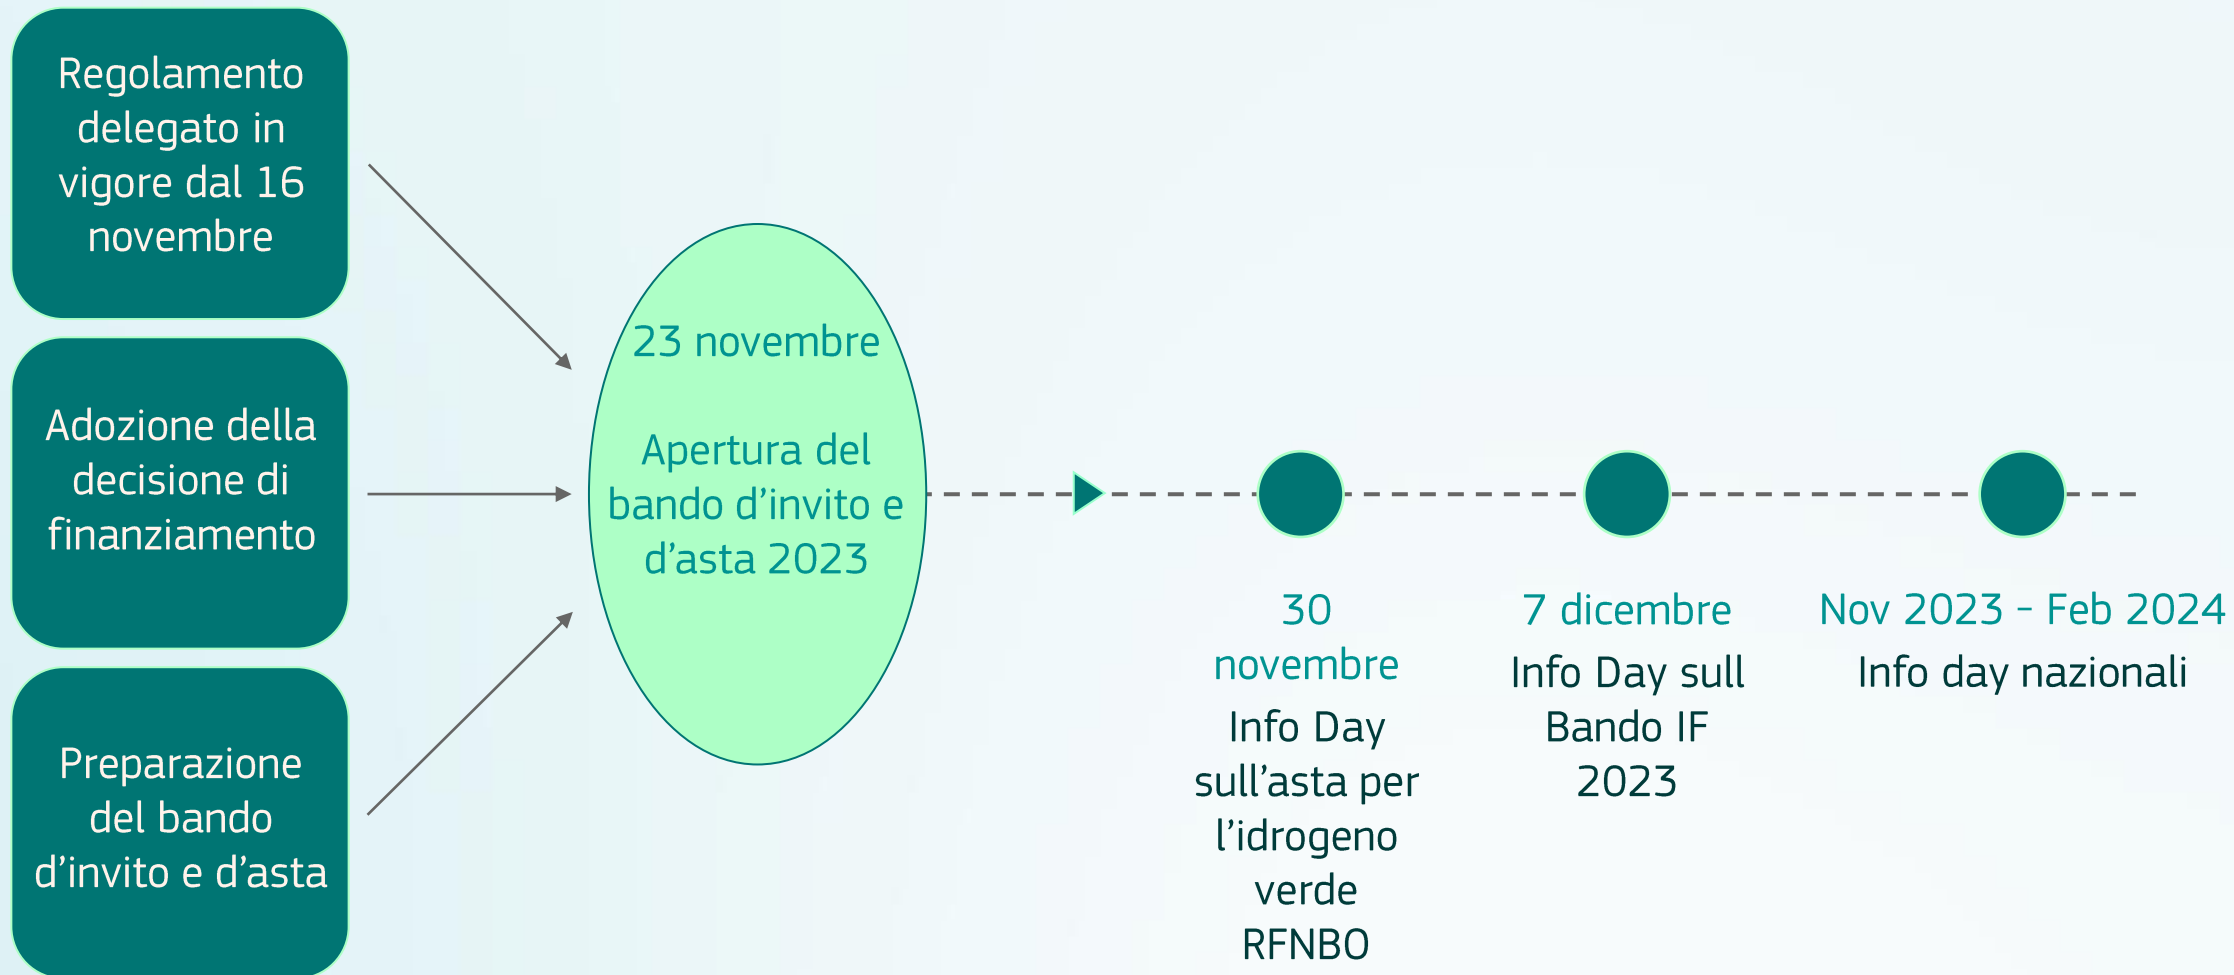 Regolamento
delegato in
vigore dal 16
novembre
Adozione della
decisione di
finanziamento
Preparazione
del bando
d’invito e d’asta
23 novembre
Apertura del
bando d’invito e
d’asta 2023
30
novembre
Info Day
sull’asta per
l’idrogeno
verde
RFNBO
7 dicembre
Info Day sull
Bando IF
2023
Nov 2023 - Feb 2024
Info day nazionali